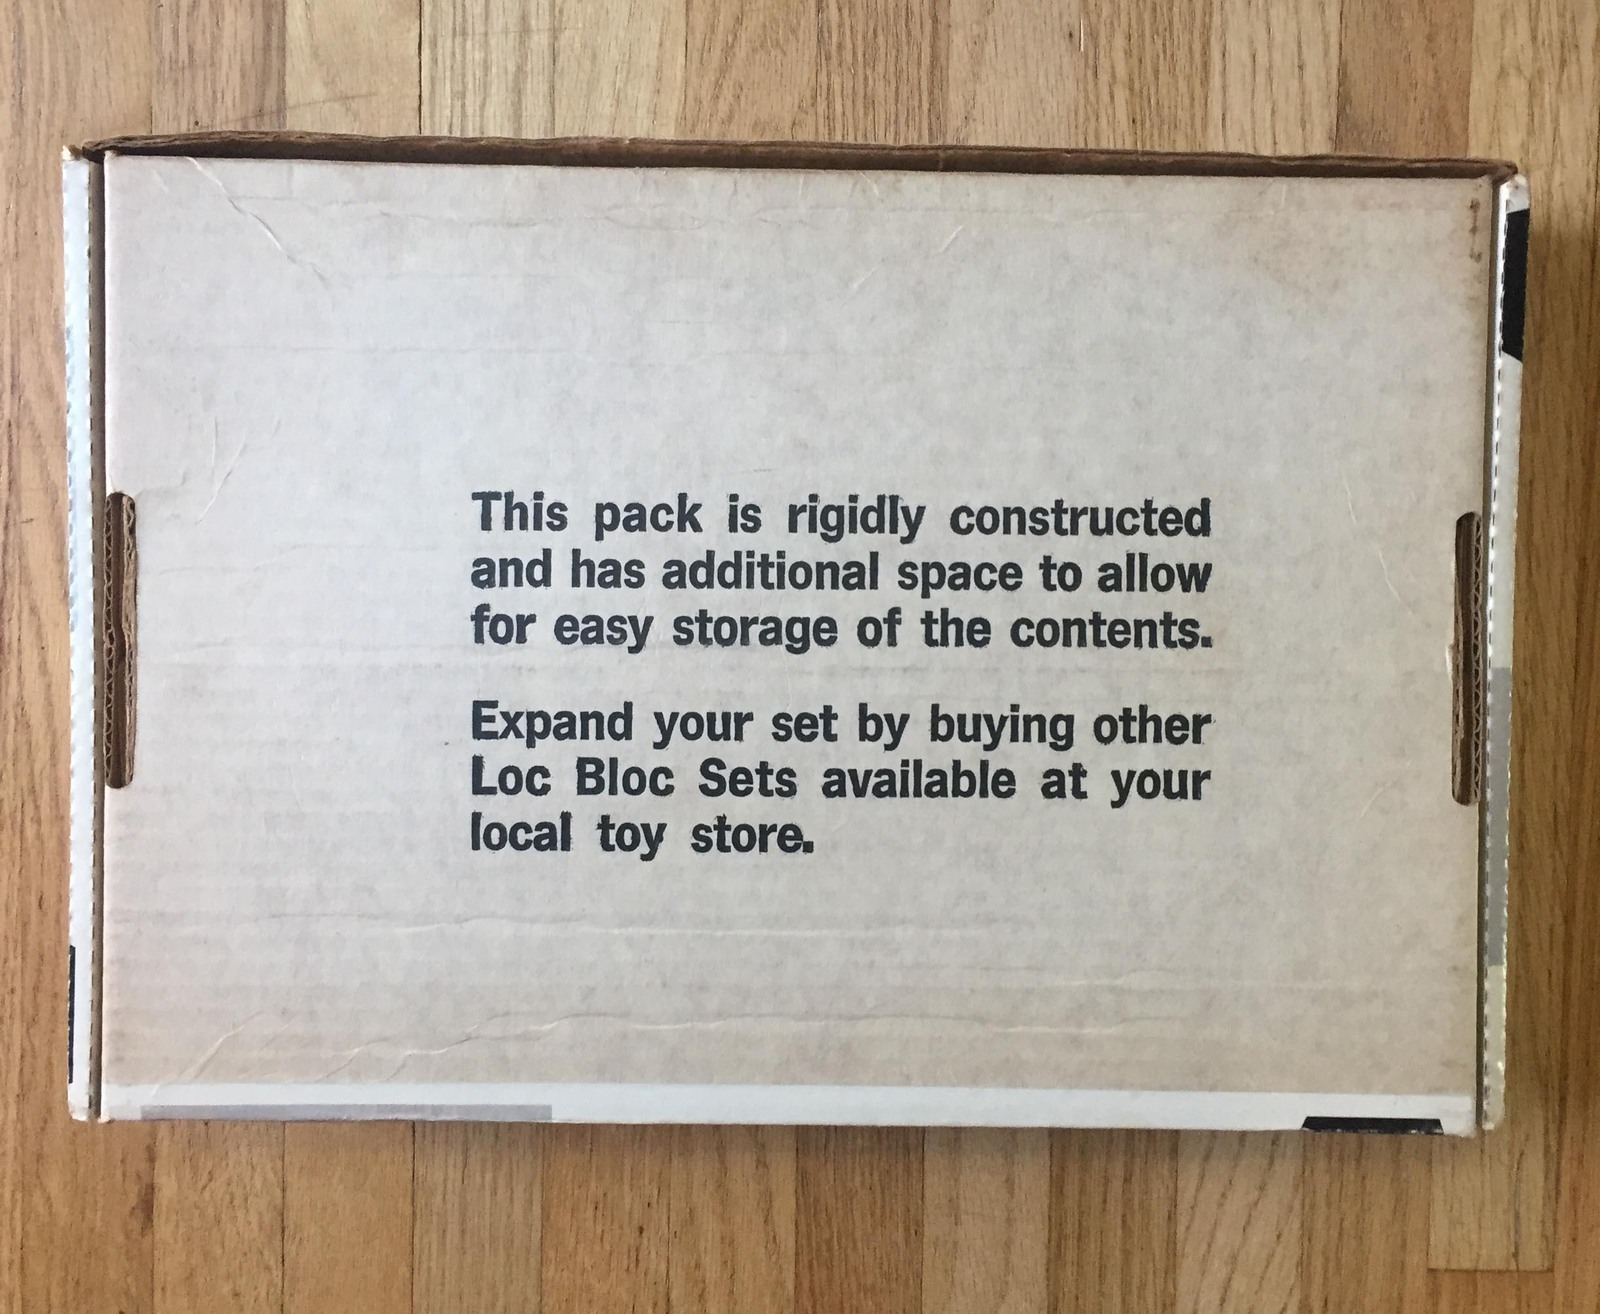 This pack is rigidly constructed
and has additional space to allow
for easy storage of the contents.
Expand your set by buying other
Loc Bloc Sets available at your
local toy store.